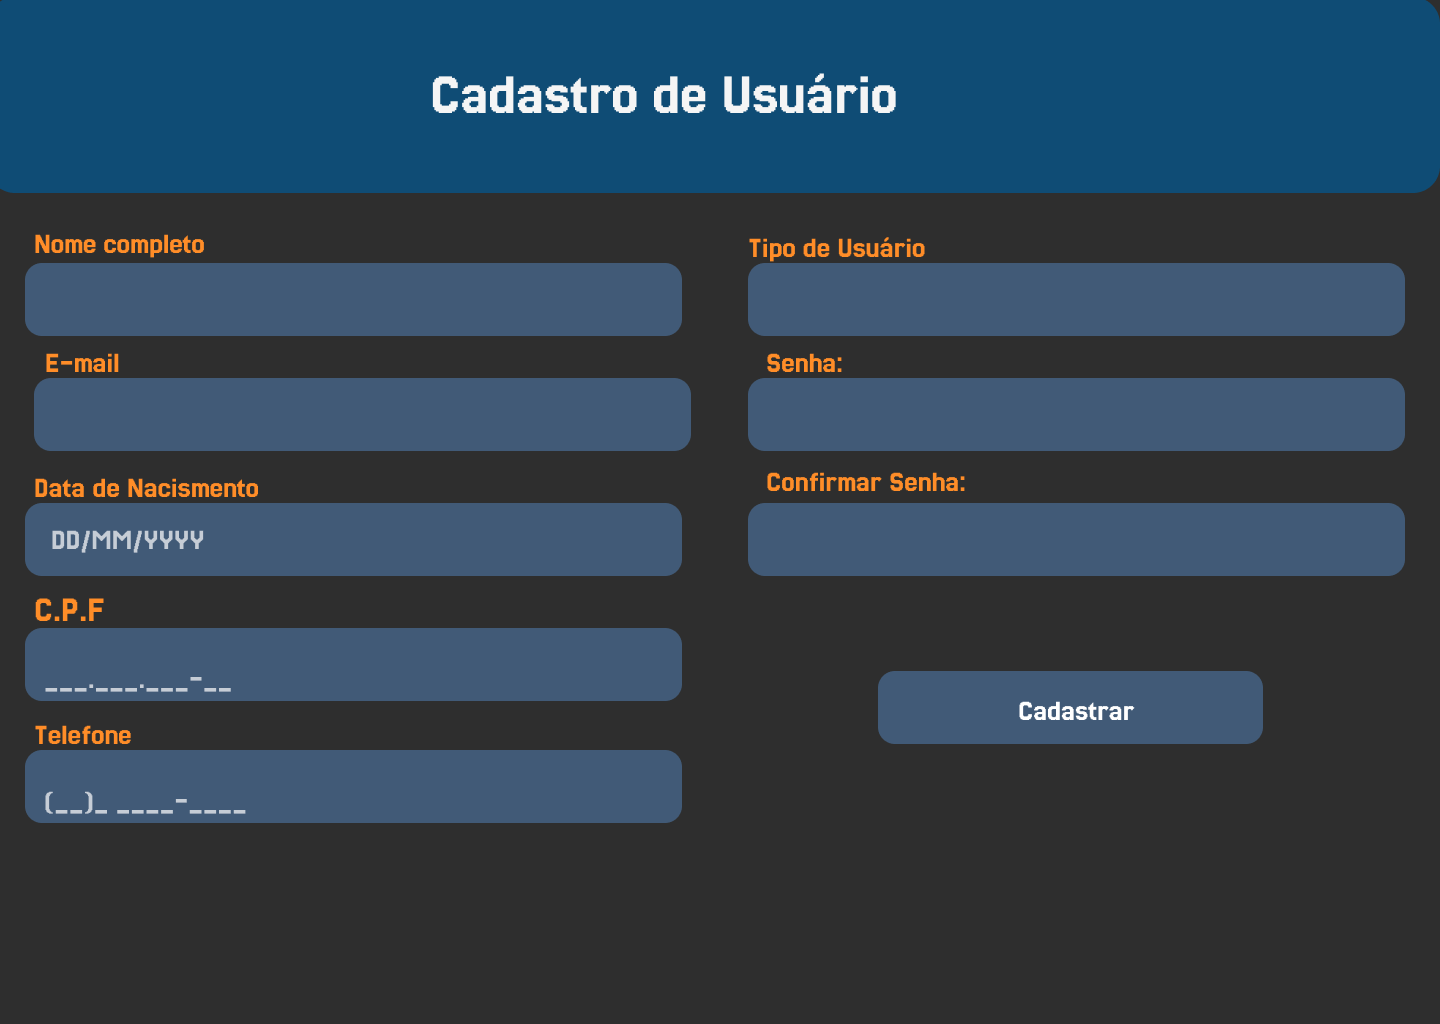 Cadastro de Usuário
Nome completo
Tipo de Usuário
E-mail
Senha:
Data de Nacismento
Confirmar Senha:
DD/MM/YYYY
C.P.F
___.___.___-__
Cadastrar
Telefone
(__)_ ____-____